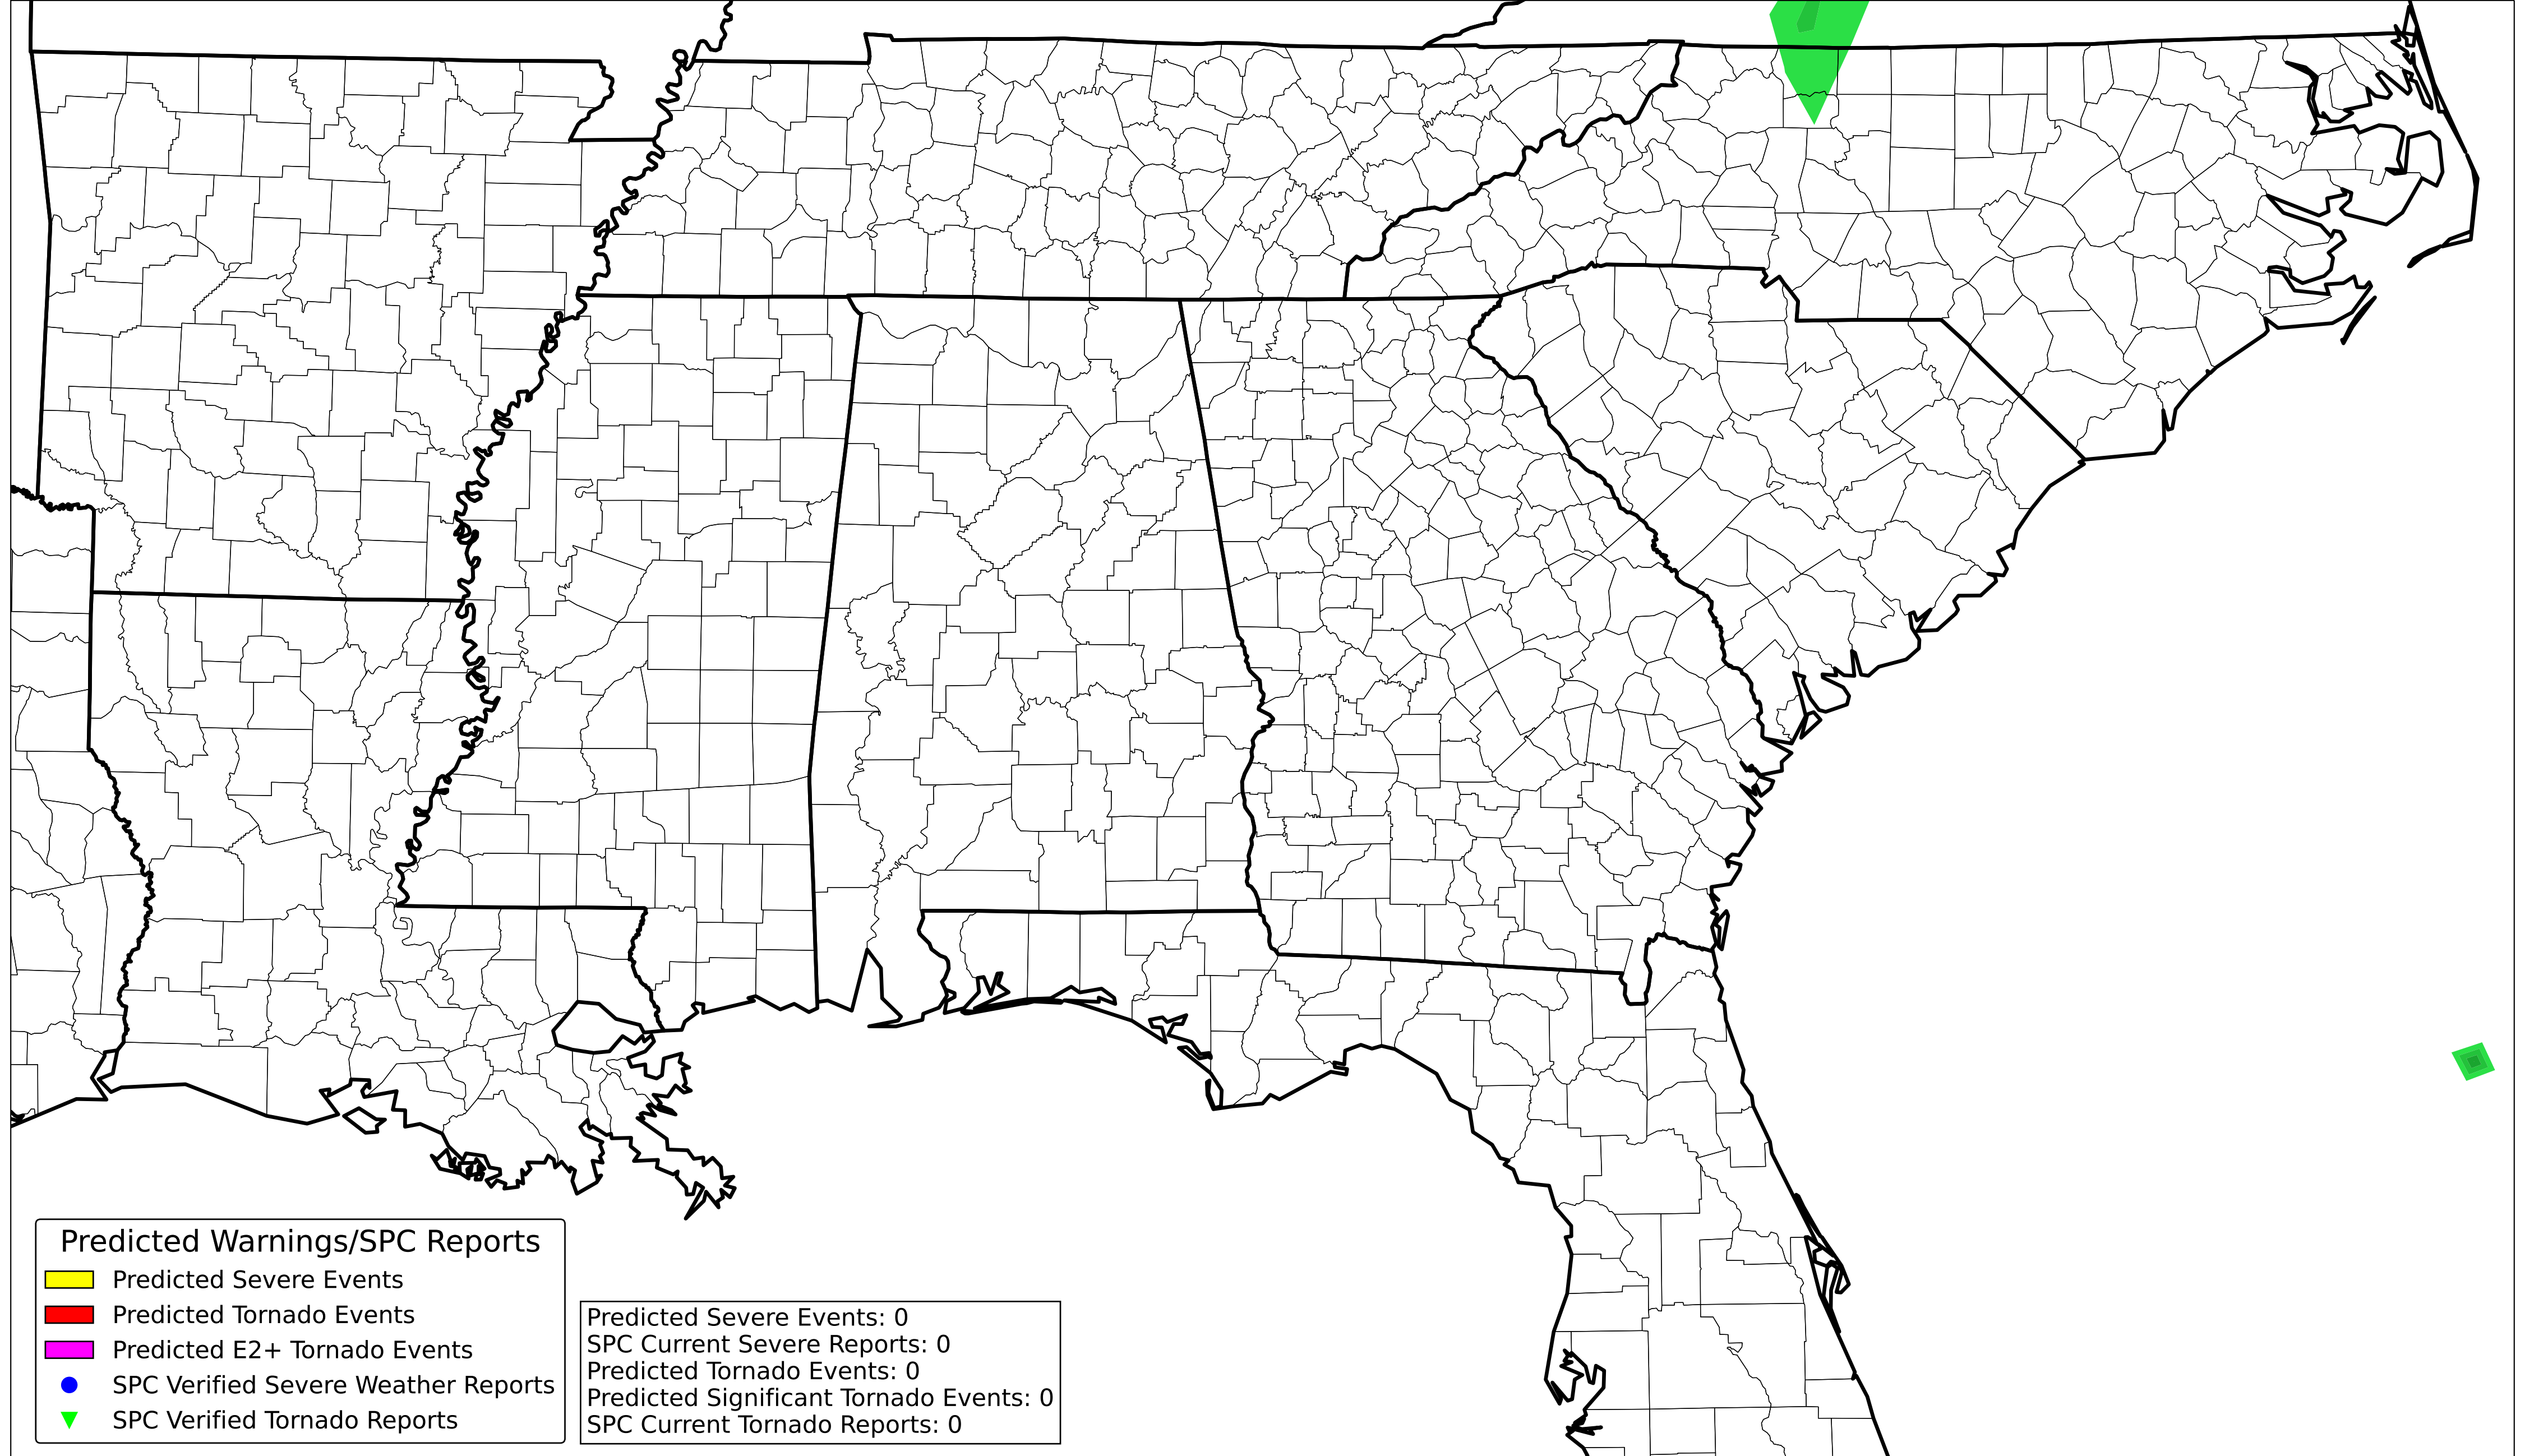 Predicted Warnings/SPC Reports
Predicted Severe Events
Predicted Tornado Events
Predicted E2+ Tornado Events
SPC Verified Severe Weather Reports
SPC Verified Tornado Reports
Predicted Severe Events: 0
SPC Current Severe Reports: 0
Predicted Tornado Events: 0
Predicted Significant Tornado Events: 0
SPC Current Tornado Reports: 0